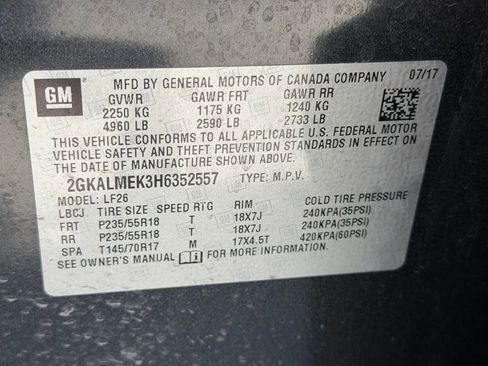 GM
MFD BY GENERAL MOTORS OF CANADA COMPANY 07/17
GVWR GAWR FRT GAWR RR
2250 KG 1175 KG 1240 KG
4960 LB 2590 LB 2733 LB
THIS VEHICLE CONFORMS TO ALL APPLICABLE U.S. FEDERAL MOTOR
VEHICLE SAFETY AND THEFT PREVENTION STANDARDS IN EFFECT ON
THE DATE OF MANUFACTURE SHOWN ABOVE.
2GKALMEK3H6352557 TYPE: M.P.V.
MODEL: LF26
LBCJ TIRE SIZE SPEED RTG RIM COLD TIRE PRESSURE
FRT P235/55R18 T 18X7J 240KPA(35PSI)
RR P235/55R18 T 18X7J 240KPA(35PSI)
SPA T145/70R17 M 17X4.5T 420KPA(60PSI)
SEE OWNER'S MANUAL FOR MORE INFORMATION.